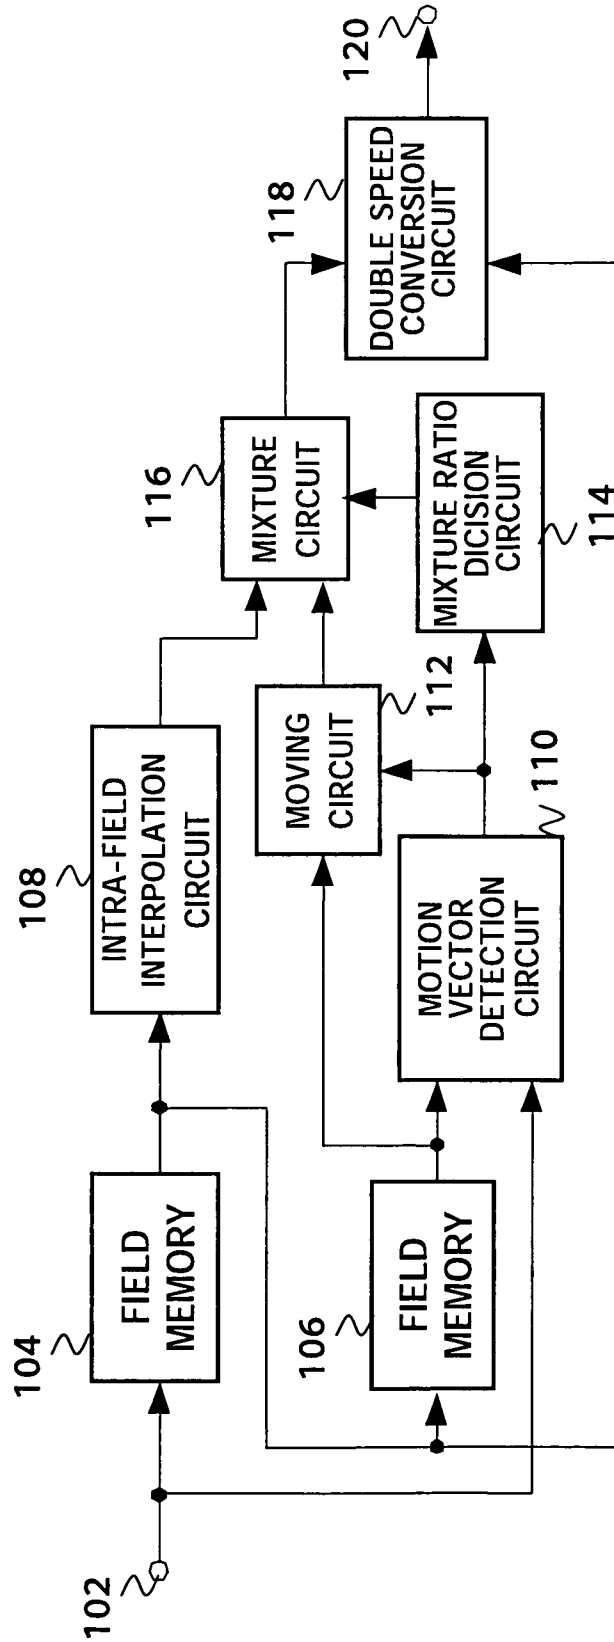 102
104
FIELD
MEMORY
106
FIELD
MEMORY
108
INTRA-FIELD
INTERPOLATION
CIRCUIT
MOTION
VECTOR
DETECTION
CIRCUIT
110
MOVING
CIRCUIT
112
MIXTURE RATIO
DICISION
CIRCUIT
114
116
MIXTURE
CIRCUIT
118
DOUBLE SPEED
CONVERSION
CIRCUIT
120